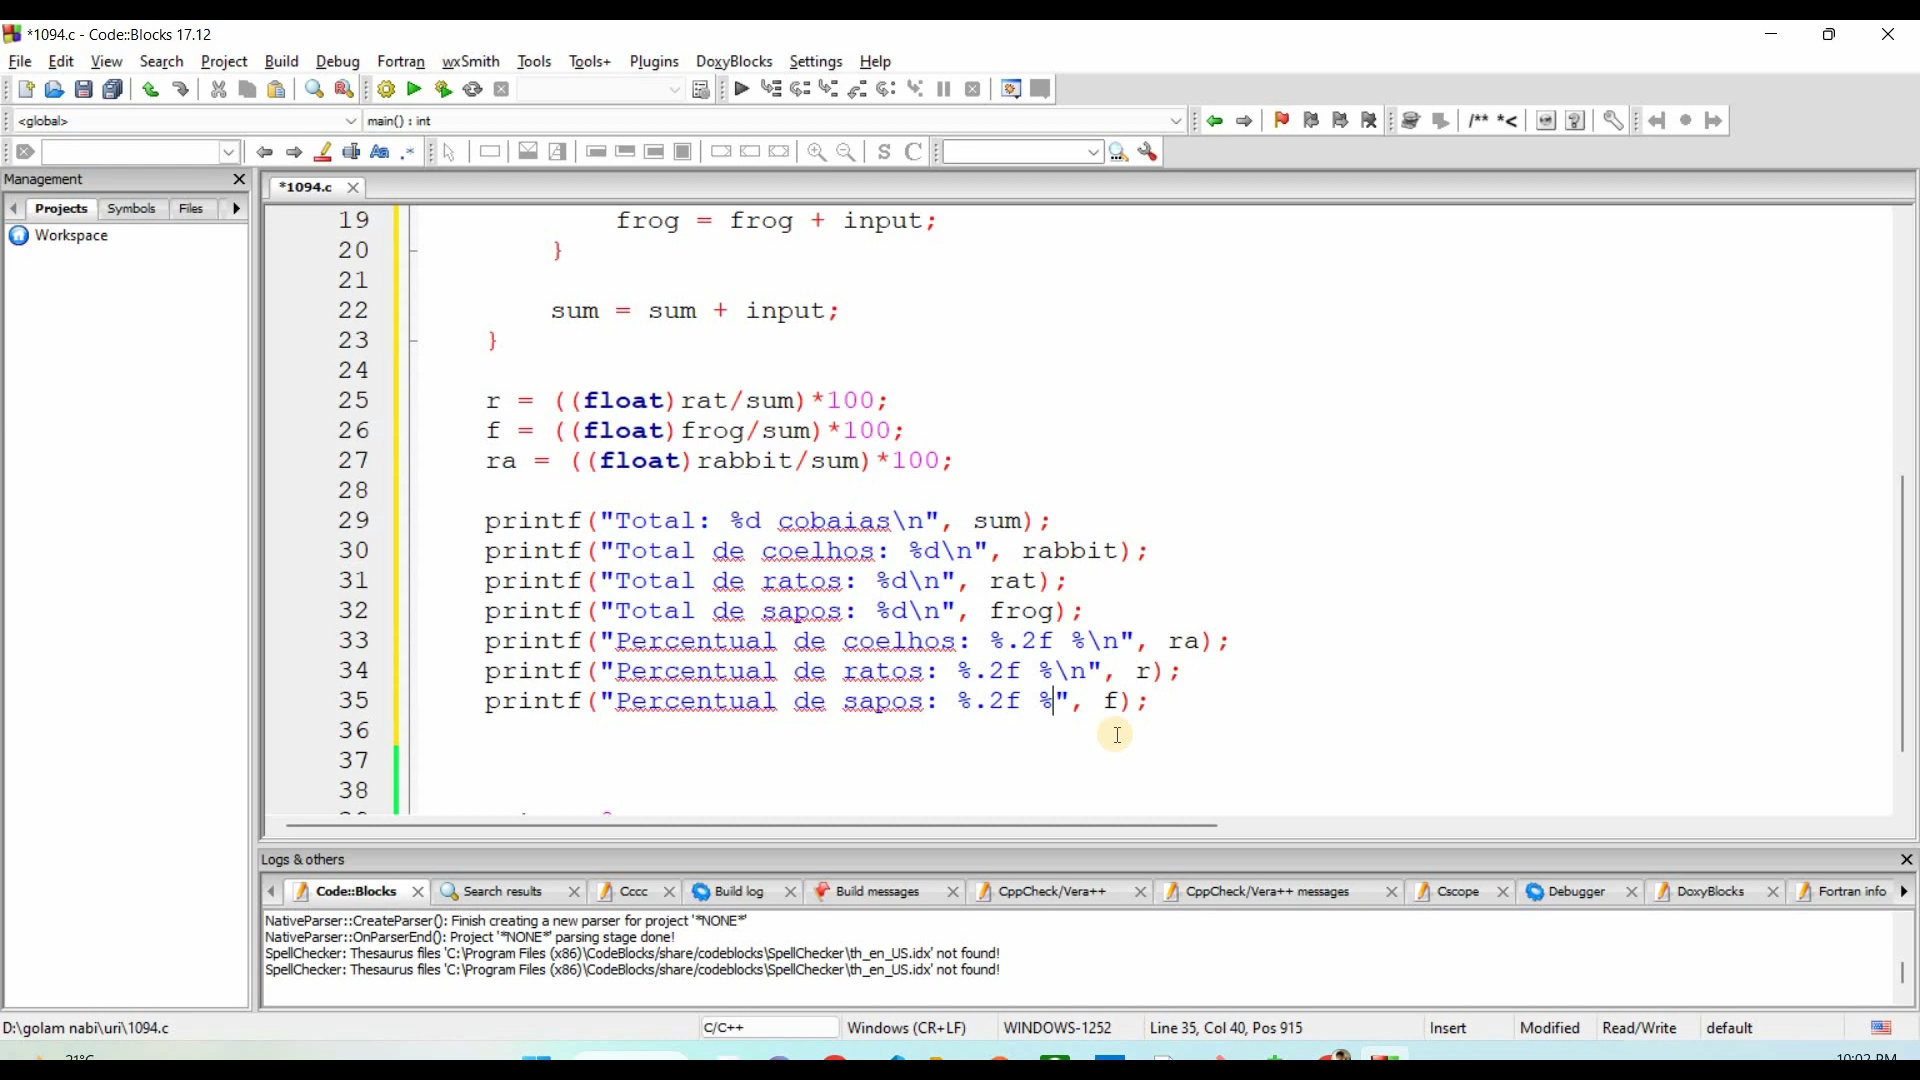 *1094.c - Code::Blocks 17.12
File Edit View Search Project Build Debug Fortran wxSmith Tools Tools+ Plugins DoxyBlocks Settings Help
<global> main() : int
/** *<
Aa .* S C
Management
*1094.c
Projects Symbols Files
Workspace
19 frog = frog + input;
20 }
21
22 sum = sum + input;
23 }
24
25 r = ((float)rat/sum)*100;
26 f = ((float)frog/sum)*100;
27 ra = ((float)rabbit/sum)*100;
28
29 printf("Total: %d cobaias\n", sum);
30 printf("Total de coelhos: %d\n", rabbit);
31 printf("Total de ratos: %d\n", rat);
32 printf("Total de sapos: %d\n", frog);
33 printf("Percentual de coelhos: %.2f %\n", ra);
34 printf("Percentual de ratos: %.2f %\n", r);
35 printf("Percentual de sapos: %.2f %", f);
36
37
38
Logs & others
Code::Blocks Search results Cccc Build log Build messages CppCheck/Vera++ CppCheck/Vera++ messages Cscope Debugger DoxyBlocks Fortran info
NativeParser::CreateParser(): Finish creating a new parser for project '*NONE*'
NativeParser::OnParserEnd(): Project '*NONE*' parsing stage done!
SpellChecker: Thesaurus files 'C:\Program Files (x86)\CodeBlocks/share/codeblocks\SpellChecker\th_en_US.idx' not found!
SpellChecker: Thesaurus files 'C:\Program Files (x86)\CodeBlocks/share/codeblocks\SpellChecker\th_en_US.idx' not found!
D:\golam nabi\uri\1094.c C/C++ Windows (CR+LF) WINDOWS-1252 Line 35, Col 40, Pos 915 Insert Modified Read/Write default
21°C 10:02 PM